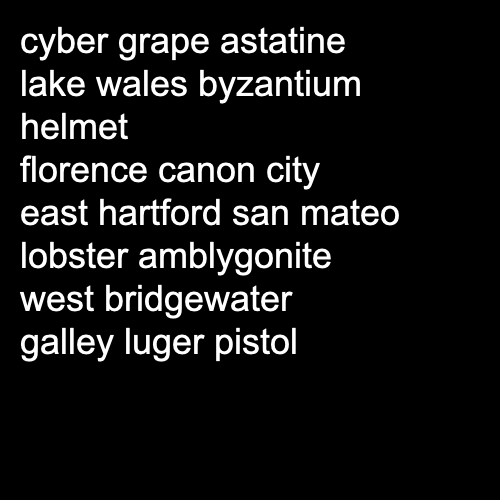 cyber grape astatine
lake wales byzantium
helmet
florence canon city
east hartford san mateo
lobster amblygonite
west bridgewater
galley luger pistol